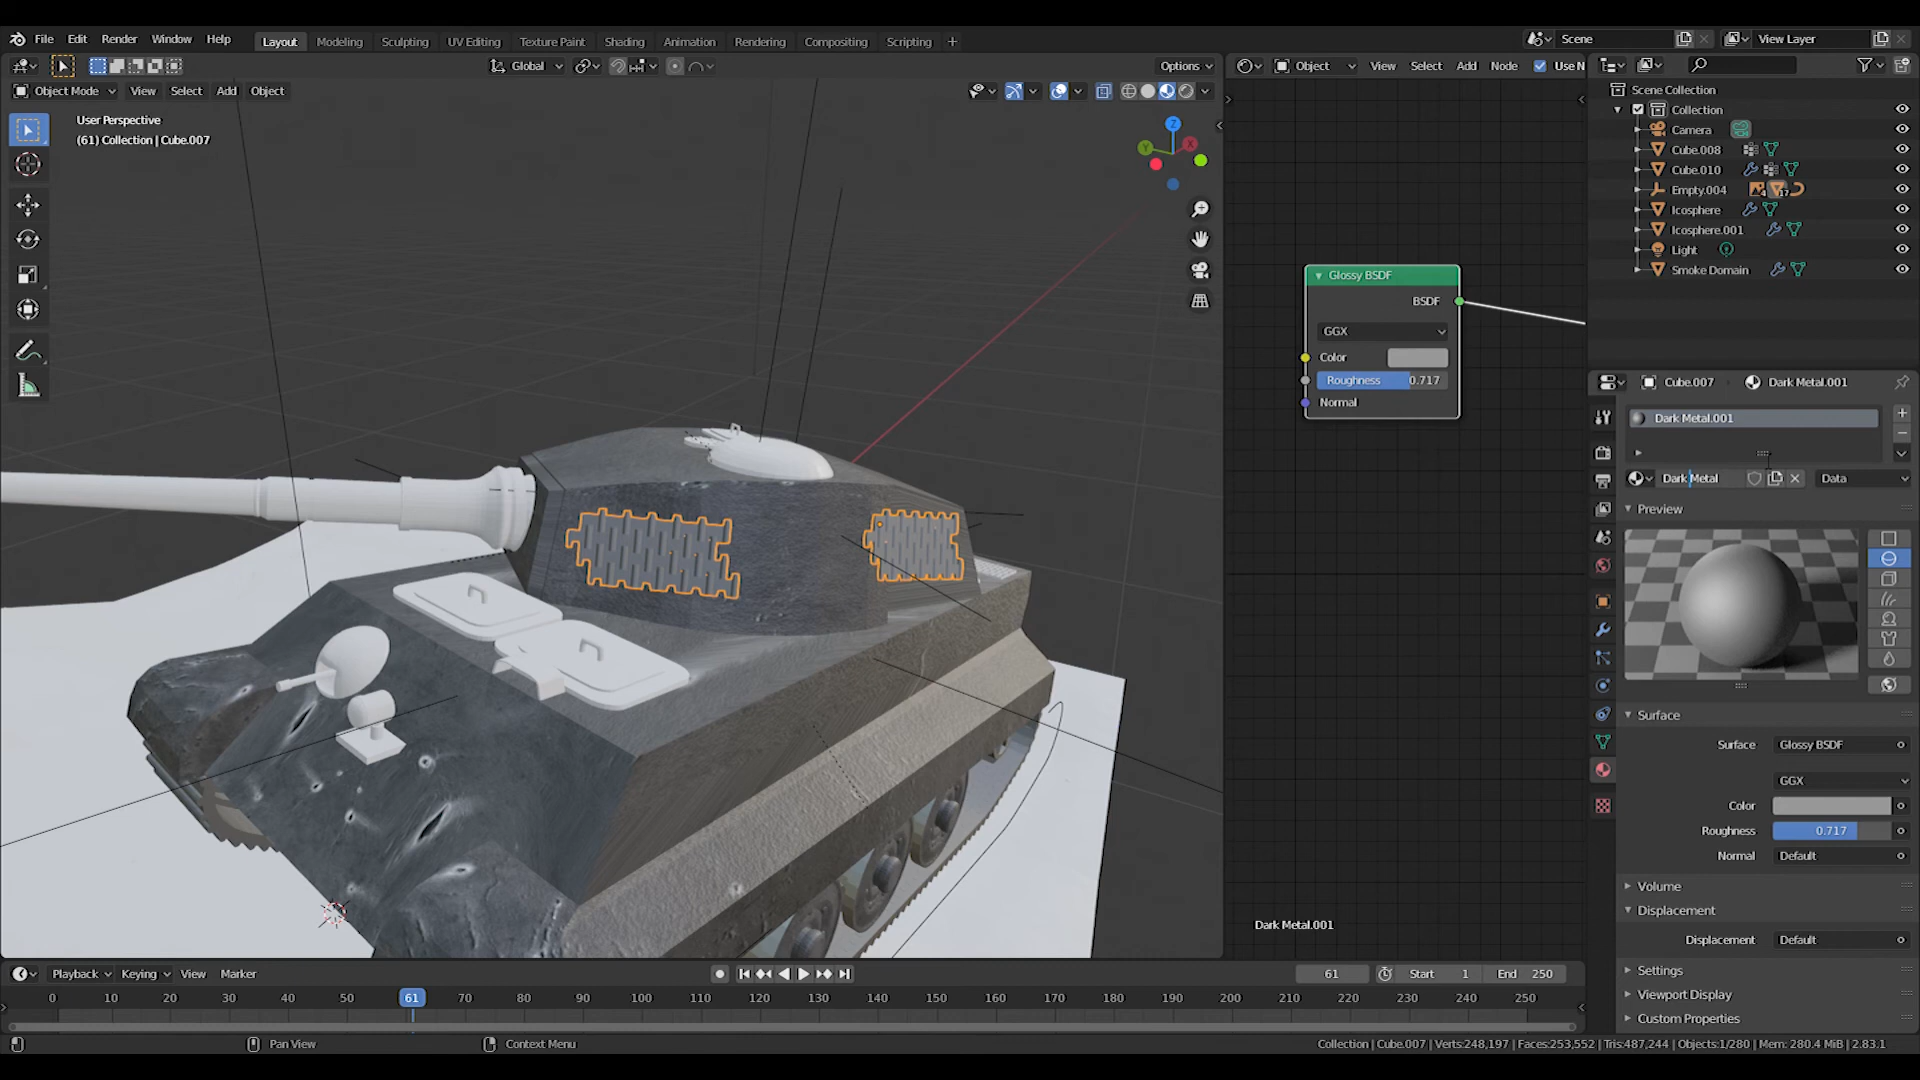 File Edit Render Window Help
Layout Modeling Sculpting UV Editing Texture Paint Shading Animation Rendering Compositing Scripting +
Scene
View Layer
Global
Options
Object View Select Add Node Use N
Object Mode View Select Add Object
User Perspective
(61) Collection | Cube.007
Z
Y
X
Glossy BSDF
BSDF
GGX
Color
Roughness 0.717
Normal
Dark Metal.001
Scene Collection
Collection
Camera
Cube.008
Cube.010
Empty.004 4 17
Icosphere
Icosphere.001
Light
Smoke Domain
Cube.007 Dark Metal.001
Dark Metal.001
Dark Metal Data
Preview
Surface
Surface Glossy BSDF
GGX
Color
Roughness 0.717
Normal Default
Volume
Displacement
Displacement Default
Settings
Viewport Display
Custom Properties
Playback Keying View Marker
61 Start 1 End 250
0 10 20 30 40 50 61 70 80 90 100 110 120 130 140 150 160 170 180 190 200 210 220 230 240 250
Pan View Context Menu
Collection | Cube.007 | Verts:248,197 | Faces:253,552 | Tris:487,244 | Objects:1/280 | Mem: 280.4 MiB | 2.83.1